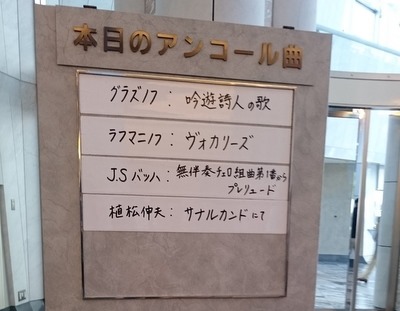 本日のアンコール曲
グラズノフ: 吟遊詩人の歌
ラフマニノフ: ヴォカリーズ
J.Sバッハ: 無伴奏チェロ組曲第1番から
プレリュード
植松伸夫: サナルカンドにて